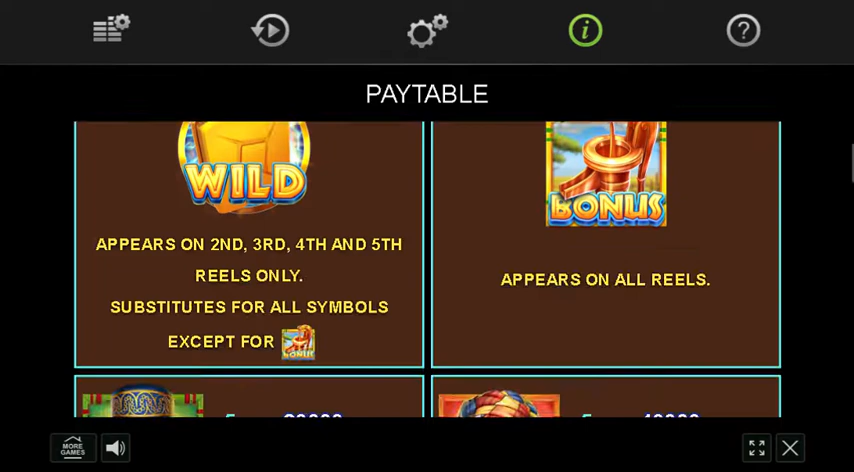 i
?
PAYTABLE
WILD
BONUS
APPEARS ON 2ND, 3RD, 4TH AND 5TH
REELS ONLY.
SUBSTITUTES FOR ALL SYMBOLS
EXCEPT FOR BONUS
APPEARS ON ALL REELS.
MORE
GAMES